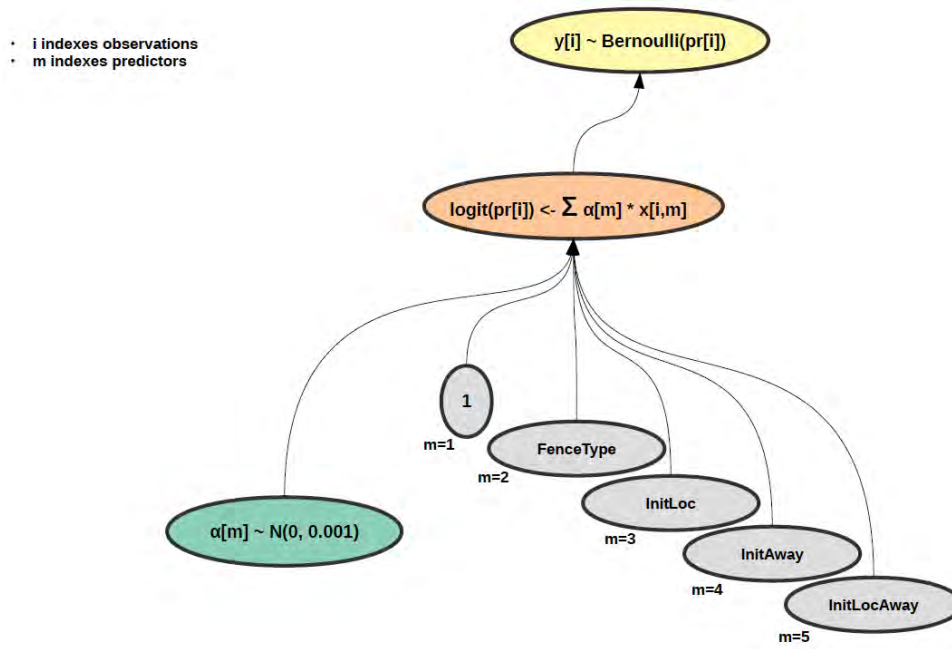 · i indexes observations
· m indexes predictors
y[i] ~ Bernoulli(pr[i])
logit(pr[i]) <- Σ α[m] * x[i,m]
1
m=1
FenceType
m=2
InitLoc
m=3
α[m] ~ N(0, 0.001)
InitAway
m=4
InitLocAway
m=5